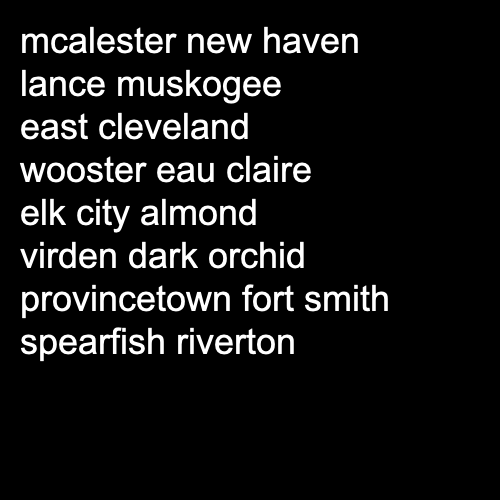 mcalester new haven
lance muskogee
east cleveland
wooster eau claire
elk city almond
virden dark orchid
provincetown fort smith
spearfish riverton